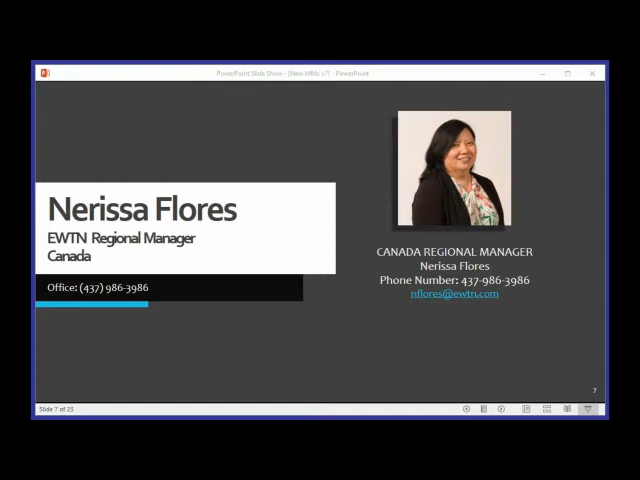 PowerPoint Slide Show - [New MMs v7] - PowerPoint
Nerissa Flores
EWTN Regional Manager
Canada
Office: (437) 986-3986
CANADA REGIONAL MANAGER
Nerissa Flores
Phone Number: 437-986-3986
nflores@ewtn.com
7
Slide 7 of 23